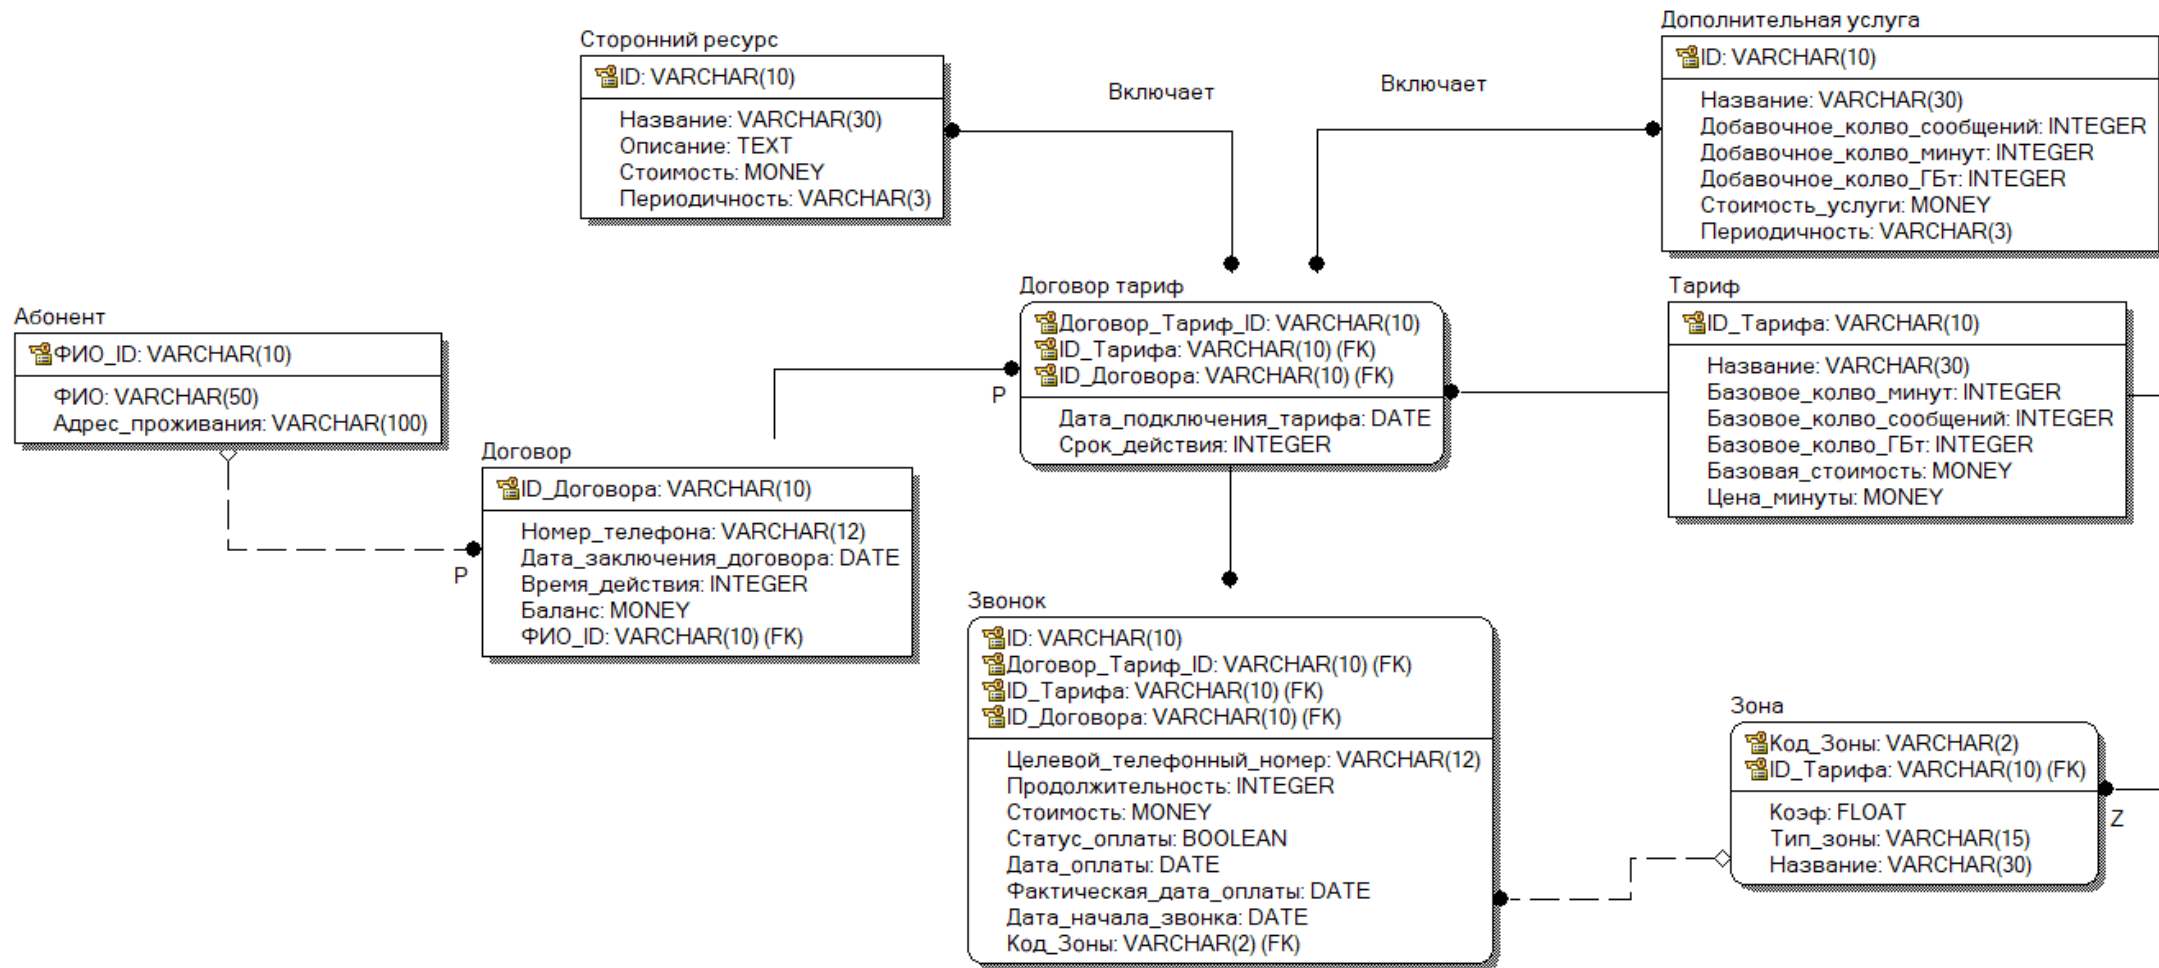 Сторонний ресурс
ID: VARCHAR(10)
Название: VARCHAR(30)
Описание: TEXT
Стоимость: MONEY
Периодичность: VARCHAR(3)
Включает
Включает
Дополнительная услуга
ID: VARCHAR(10)
Название: VARCHAR(30)
Добавочное_колво_сообщений: INTEGER
Добавочное_колво_минут: INTEGER
Добавочное_колво_ГБт: INTEGER
Стоимость_услуги: MONEY
Периодичность: VARCHAR(3)
Абонент
ФИО_ID: VARCHAR(10)
ФИО: VARCHAR(50)
Адрес_проживания: VARCHAR(100)
P
Договор
ID_Договора: VARCHAR(10)
Номер_телефона: VARCHAR(12)
Дата_заключения_договора: DATE
Время_действия: INTEGER
Баланс: MONEY
ФИО_ID: VARCHAR(10) (FK)
P
Договор тариф
Договор_Тариф_ID: VARCHAR(10)
ID_Тарифа: VARCHAR(10) (FK)
ID_Договора: VARCHAR(10) (FK)
Дата_подключения_тарифа: DATE
Срок_действия: INTEGER
Тариф
ID_Тарифа: VARCHAR(10)
Название: VARCHAR(30)
Базовое_колво_минут: INTEGER
Базовое_колво_сообщений: INTEGER
Базовое_колво_ГБт: INTEGER
Базовая_стоимость: MONEY
Цена_минуты: MONEY
Звонок
ID: VARCHAR(10)
Договор_Тариф_ID: VARCHAR(10) (FK)
ID_Тарифа: VARCHAR(10) (FK)
ID_Договора: VARCHAR(10) (FK)
Целевой_телефонный_номер: VARCHAR(12)
Продолжительность: INTEGER
Стоимость: MONEY
Статус_оплаты: BOOLEAN
Дата_оплаты: DATE
Фактическая_дата_оплаты: DATE
Дата_начала_звонка: DATE
Код_Зоны: VARCHAR(2) (FK)
Зона
Код_Зоны: VARCHAR(2)
ID_Тарифа: VARCHAR(10) (FK)
Коэф: FLOAT
Тип_зоны: VARCHAR(15)
Название: VARCHAR(30)
Z